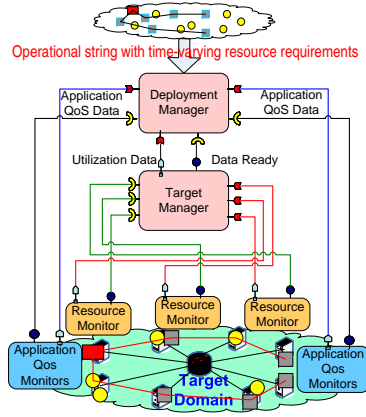 Operational string with time-varying resource requirements
Application
QoS Data
Deployment
Manager
Application
QoS Data
Utilization Data
Data Ready
Target
Manager
Resource
Monitor
Resource
Monitor
Resource
Monitor
Application
Qos
Monitors
Target
Domain
Application
Qos
Monitors